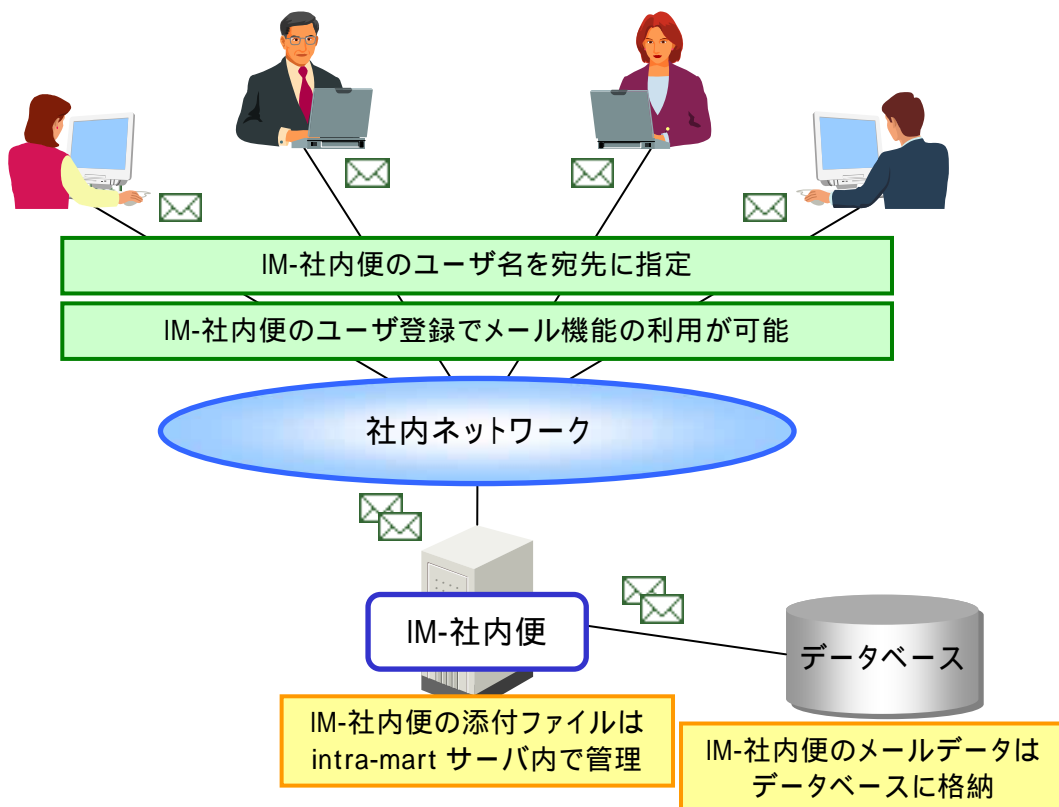 IM-社内便のユーザ名を宛先に指定
IM-社内便のユーザ登録でメール機能の利用が可能
社内ネットワーク
IM-社内便
データベース
IM-社内便の添付ファイルは
intra-mart サーバ内で管理
IM-社内便のメールデータは
データベースに格納